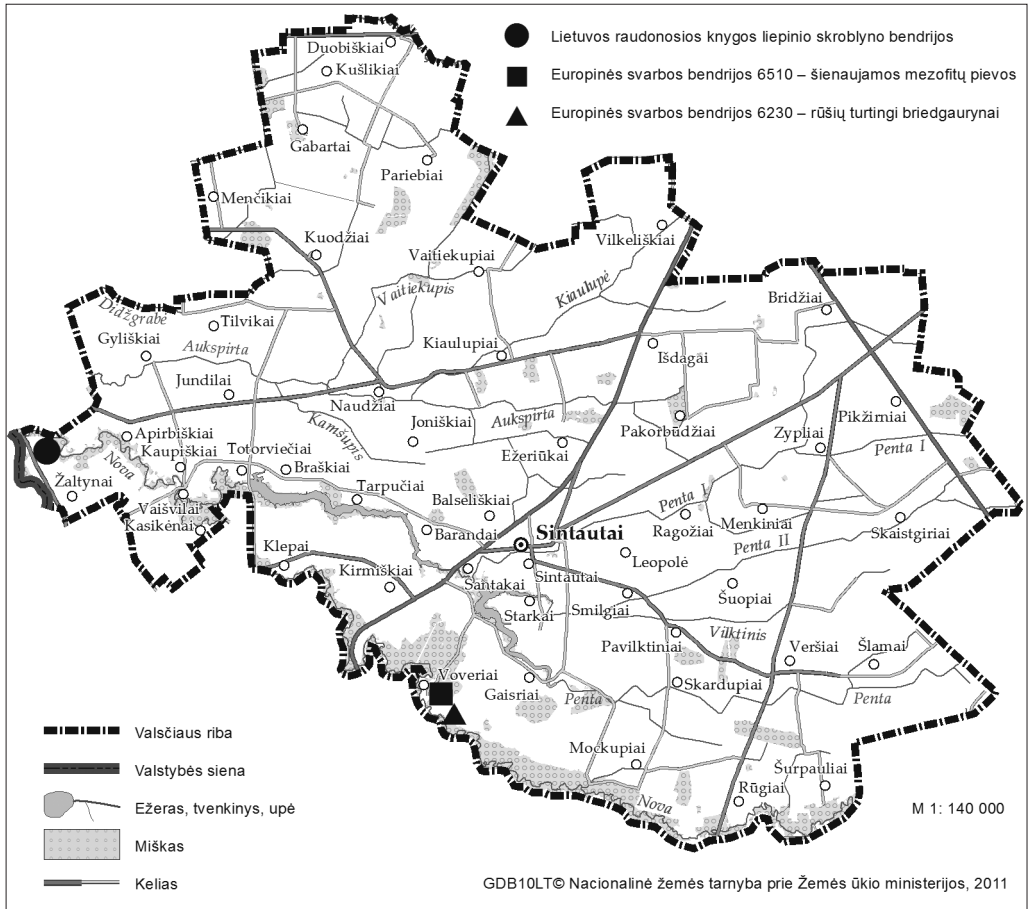 Lietuvos raudonosios knygos liepinio skroblyno bendrijos
Europinės svarbos bendrijos 6510 – šienaujamos mezofitų pievos
Europinės svarbos bendrijos 6230 – rūšių turtingi briedgaurynai
Duobiškiai
Kušlikiai
Gabartai
Pariebiai
Menčikiai
Kuodžiai
Vilkeliškiai
Vaitiekupiai
Vaitiekupis
Kiaulupė
Bridžiai
Didžgrabė
Tilvikai
Gyliškiai
Aukspirta
Kiaulupiai
Išdagai
Jundilai
Naudžiai
Joniškiai
Aukspirta
Kamšupis
Pakorbūdžiai
Pikžirniai
Zypliai
Ežeriūkai
Penta I
Apirbiškiai
Kaupiškiai
Totorviečiai
Braškiai
Nova
Žaltynai
Tarpučiai
Balseliškiai
Vaišvilai
Kasikėnai
Barandai
Sintautai
Penta I
Ragožiai
Menkiniai
Skaistgiriai
Penta II
Klepai
Kirmiškiai
Santakai
Sintautai
Leopolė
Starkai
Smilgiai
Šuopiai
Pavilktiniai
Vilktinis
Veršiai
Šlamai
Voveriai
Gaisriai
Skardupiai
Penta
Penta
Mockupiai
Šurpauliai
Nova
Rūgiai
Valsčiaus riba
Valstybės siena
Ežeras, tvenkinys, upė
Miškas
Kelias
M 1: 140 000
GDB10LT© Nacionalinė žemės tarnyba prie Žemės ūkio ministerijos, 2011